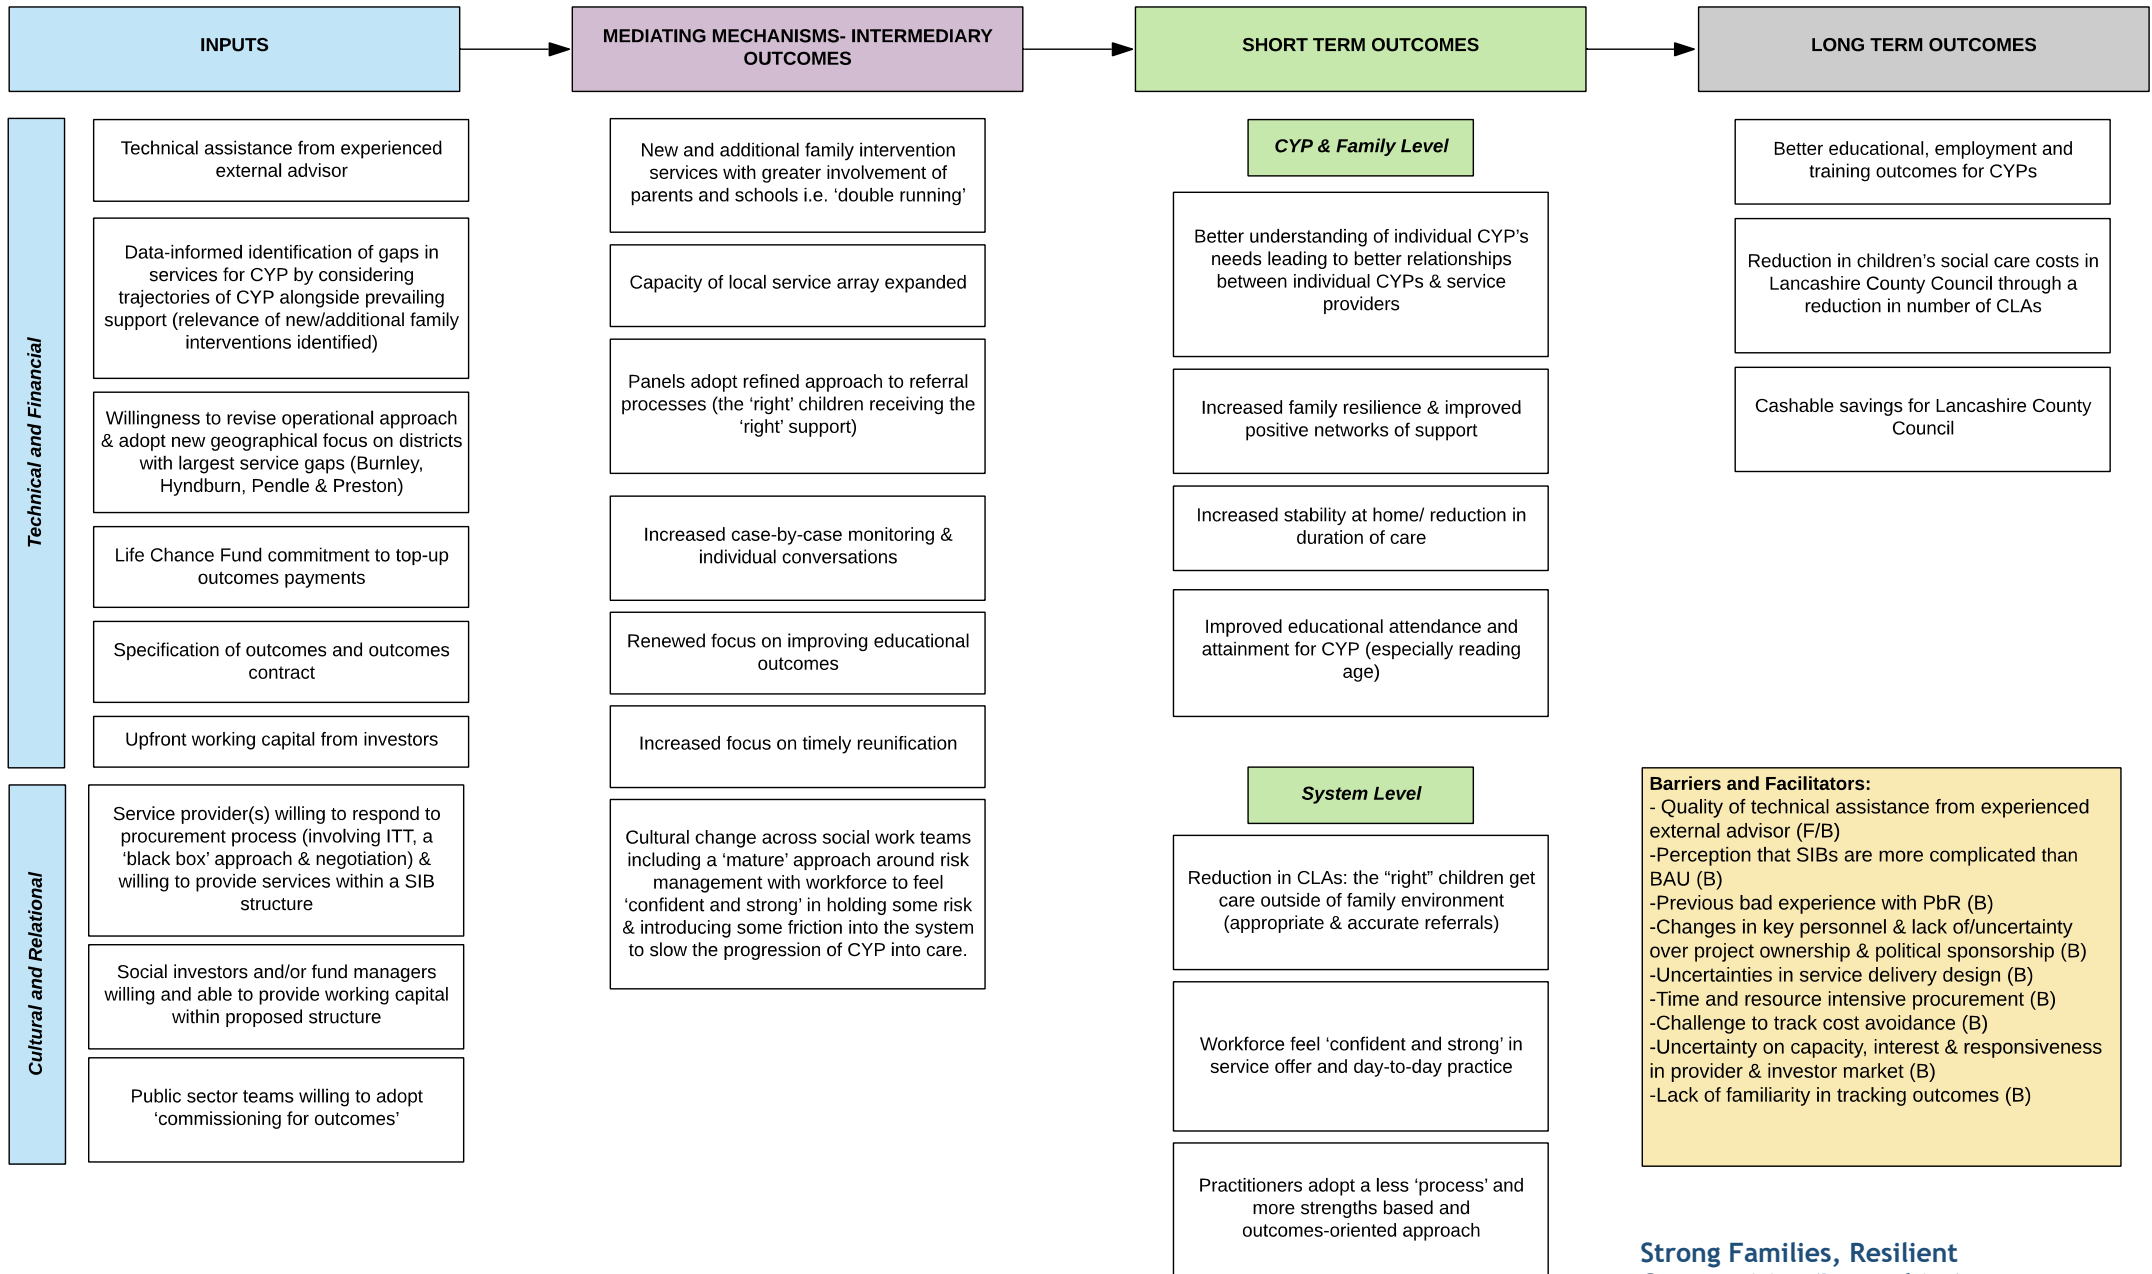 INPUTS
MEDIATING MECHANISMS- INTERMEDIARY
OUTCOMES
SHORT TERM OUTCOMES
LONG TERM OUTCOMES
Technical and Financial
Technical assistance from experienced
external advisor
Data-informed identification of gaps in
services for CYP by considering
trajectories of CYP alongside prevailing
support (relevance of new/additional family
interventions identified)
Willingness to revise operational approach
& adopt new geographical focus on districts
with largest service gaps (Burnley,
Hyndburn, Pendle & Preston)
Life Chance Fund commitment to top-up
outcomes payments
Specification of outcomes and outcomes
contract
Upfront working capital from investors
Cultural and Relational
Service provider(s) willing to respond to
procurement process (involving ITT, a
‘black box’ approach & negotiation) &
willing to provide services within a SIB
structure
Social investors and/or fund managers
willing and able to provide working capital
within proposed structure
Public sector teams willing to adopt
‘commissioning for outcomes’
New and additional family intervention
services with greater involvement of
parents and schools i.e. ‘double running’
Capacity of local service array expanded
Panels adopt refined approach to referral
processes (the ‘right’ children receiving the
‘right’ support)
Increased case-by-case monitoring &
individual conversations
Renewed focus on improving educational
outcomes
Increased focus on timely reunification
Cultural change across social work teams
including a ‘mature’ approach around risk
management with workforce to feel
‘confident and strong’ in holding some risk
& introducing some friction into the system
to slow the progression of CYP into care.
CYP & Family Level
Better understanding of individual CYP’s
needs leading to better relationships
between individual CYPs & service
providers
Increased family resilience & improved
positive networks of support
Increased stability at home/ reduction in
duration of care
Improved educational attendance and
attainment for CYP (especially reading
age)
System Level
Reduction in CLAs: the “right” children get
care outside of family environment
(appropriate & accurate referrals)
Workforce feel ‘confident and strong’ in
service offer and day-to-day practice
Practitioners adopt a less ‘process’ and
more strengths based and
outcomes-oriented approach
Better educational, employment and
training outcomes for CYPs
Reduction in children’s social care costs in
Lancashire County Council through a
reduction in number of CLAs
Cashable savings for Lancashire County
Council
Barriers and Facilitators:
- Quality of technical assistance from experienced
external advisor (F/B)
-Perception that SIBs are more complicated than
BAU (B)
-Previous bad experience with PbR (B)
-Changes in key personnel & lack of/uncertainty
over project ownership & political sponsorship (B)
-Uncertainties in service delivery design (B)
-Time and resource intensive procurement (B)
-Challenge to track cost avoidance (B)
-Uncertainty on capacity, interest & responsiveness
in provider & investor market (B)
-Lack of familiarity in tracking outcomes (B)
Strong Families, Resilient